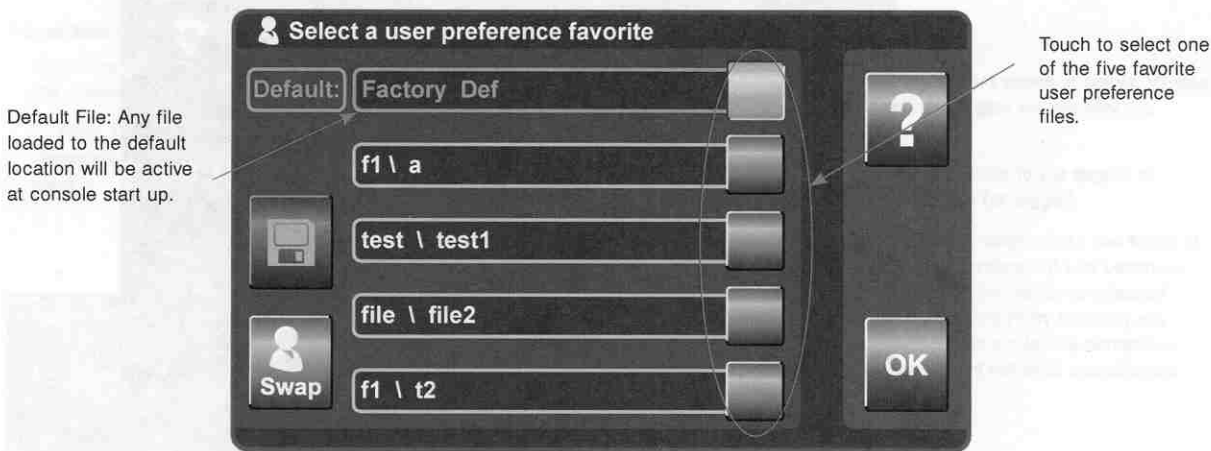 Select a user preference favorite
Default: Factory Def
f1 \ a
test \ test1
file \ file2
Swap
f1 \ t2
?
OK
Default File: Any file
loaded to the default
location will be active
at console start up.
Touch to select one
of the five favorite
user preference
files.